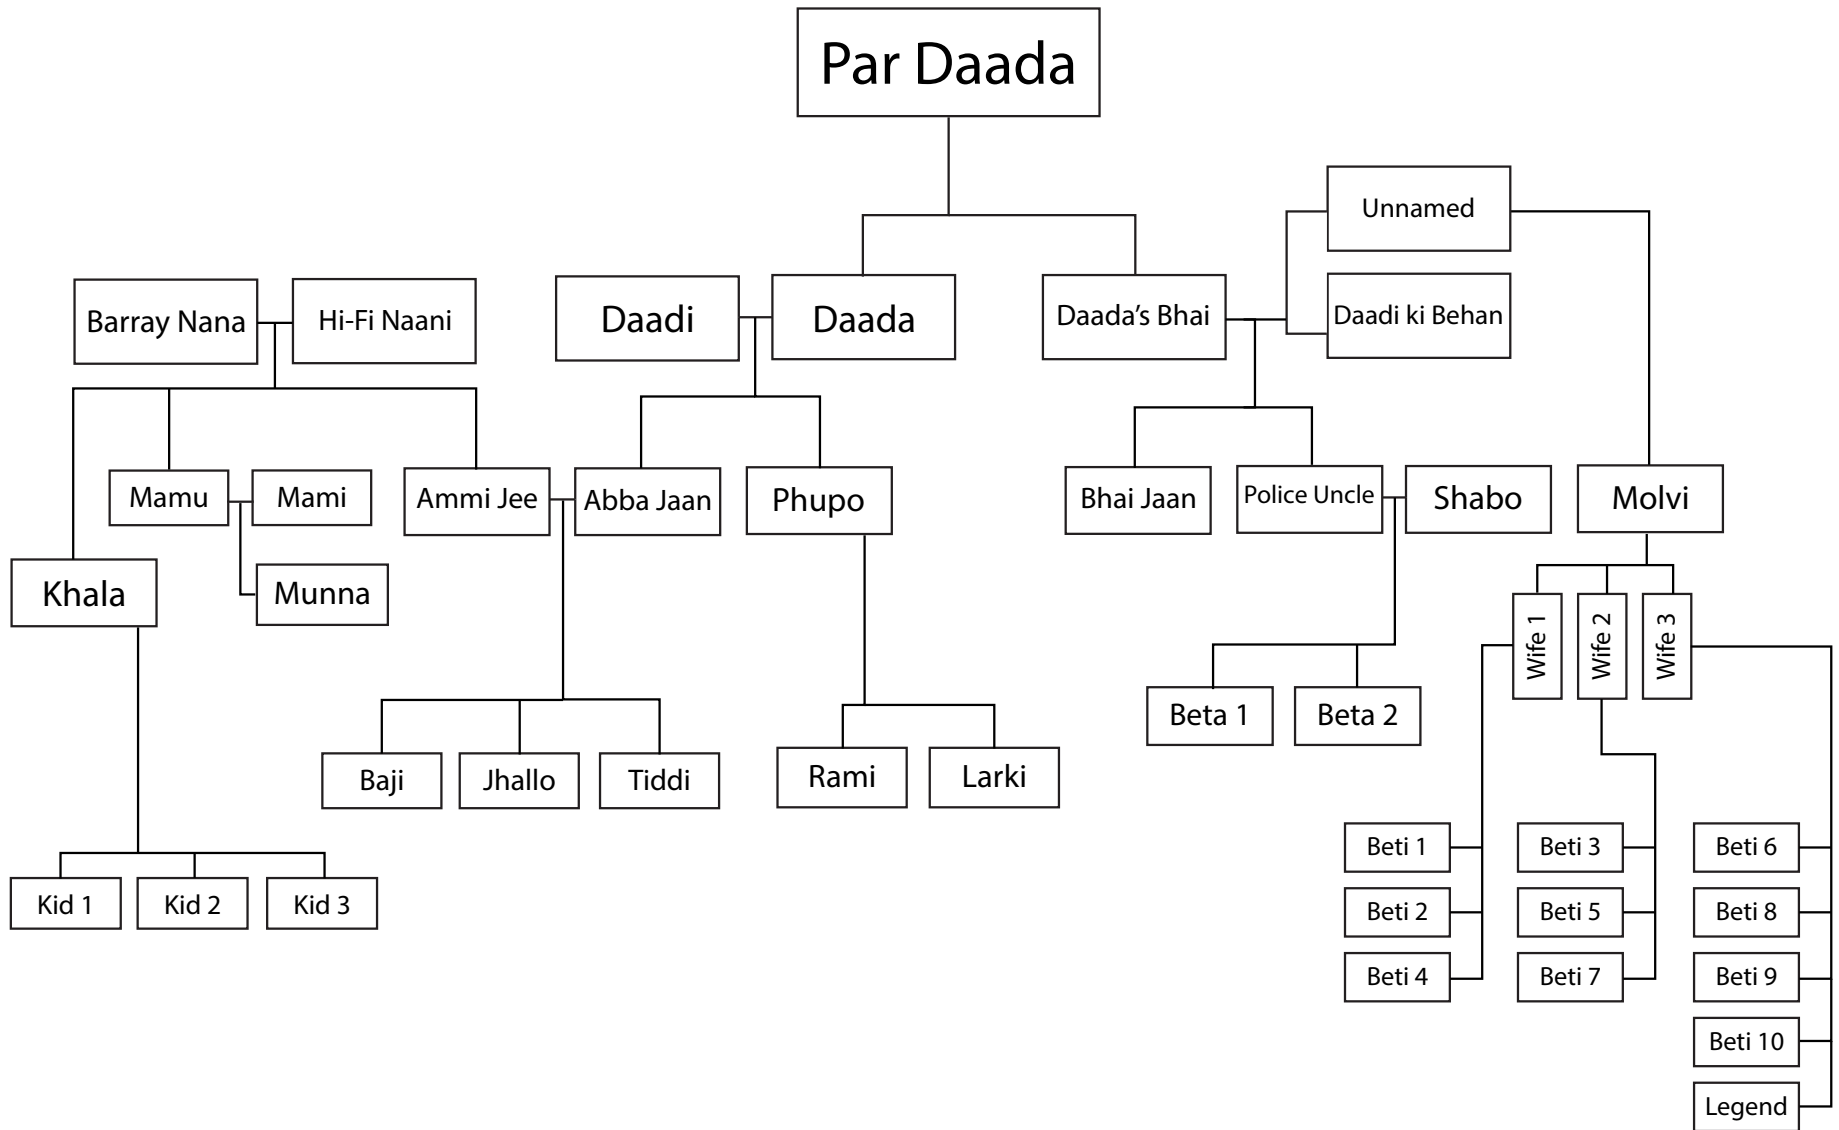 Par Daada
Unnamed
Barray Nana
Hi-Fi Naani
Daadi
Daada
Daada's Bhai
Daadi ki Behan
Mamu
Mami
Ammi Jee
Abba Jaan
Phupo
Bhai Jaan
Police Uncle
Shabo
Molvi
Khala
Munna
Wife 1
Wife 2
Wife 3
Beta 1
Beta 2
Baji
Jhallo
Tiddi
Rami
Larki
Beti 1
Beti 3
Beti 6
Kid 1
Kid 2
Kid 3
Beti 2
Beti 5
Beti 8
Beti 4
Beti 7
Beti 9
Beti 10
Legend